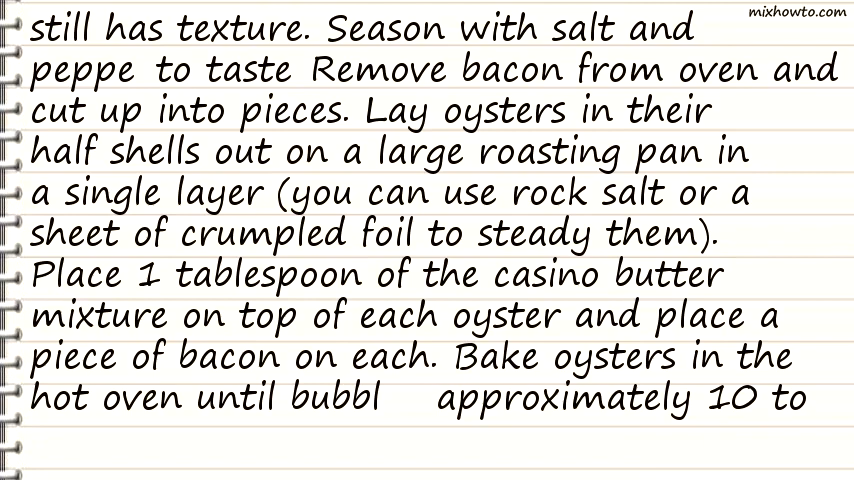 mixhowto.com
still has texture. Season with salt and
peppe to taste Remove bacon from oven and
cut up into pieces. Lay oysters in their
half shells out on a large roasting pan in
a single layer (you can use rock salt or a
sheet of crumpled foil to steady them).
Place 1 tablespoon of the casino butter
mixture on top of each oyster and place a
piece of bacon on each. Bake oysters in the
hot oven until bubbl approximately 10 to